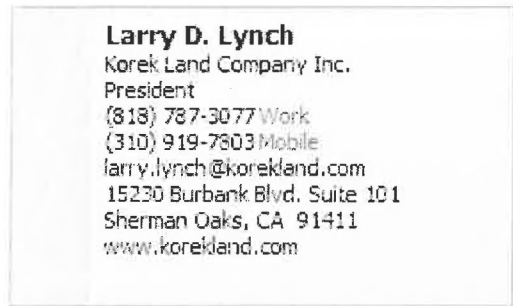 Larry D. Lynch
Korek Land Company Inc.
President
(818) 787-3077 Work
(310) 919-7803 Mobile
larry.lynch@korekland.com
15230 Burbank Blvd. Suite 101
Sherman Oaks, CA 91411
www.korekland.com